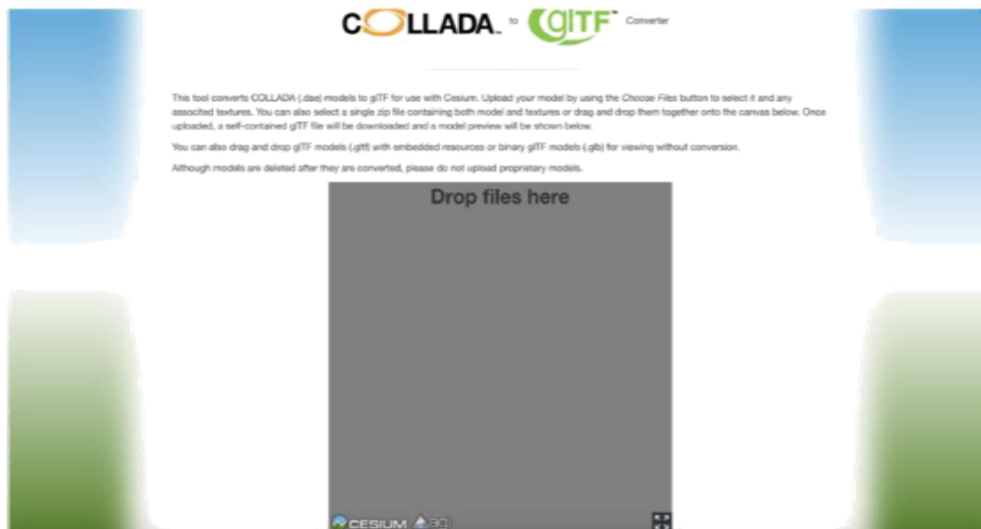 COLLADA™ to glTF™ Converter
This tool converts COLLADA (.dae) models to glTF for use with Cesium. Upload your model by using the Choose Files button to select it and any
associted textures. You can also select a single zip file containing both model and textures or drag and drop them together onto the canvas below. Once
uploaded, a self-contained glTF file will be downloaded and a model preview will be shown below.
You can also drag and drop glTF models (.gltf) with embedded resources or binary glTF models (.glb) for viewing without conversion.
Although models are deleted after they are converted, please do not upload proprietary models.
Drop files here
CESIUM agi